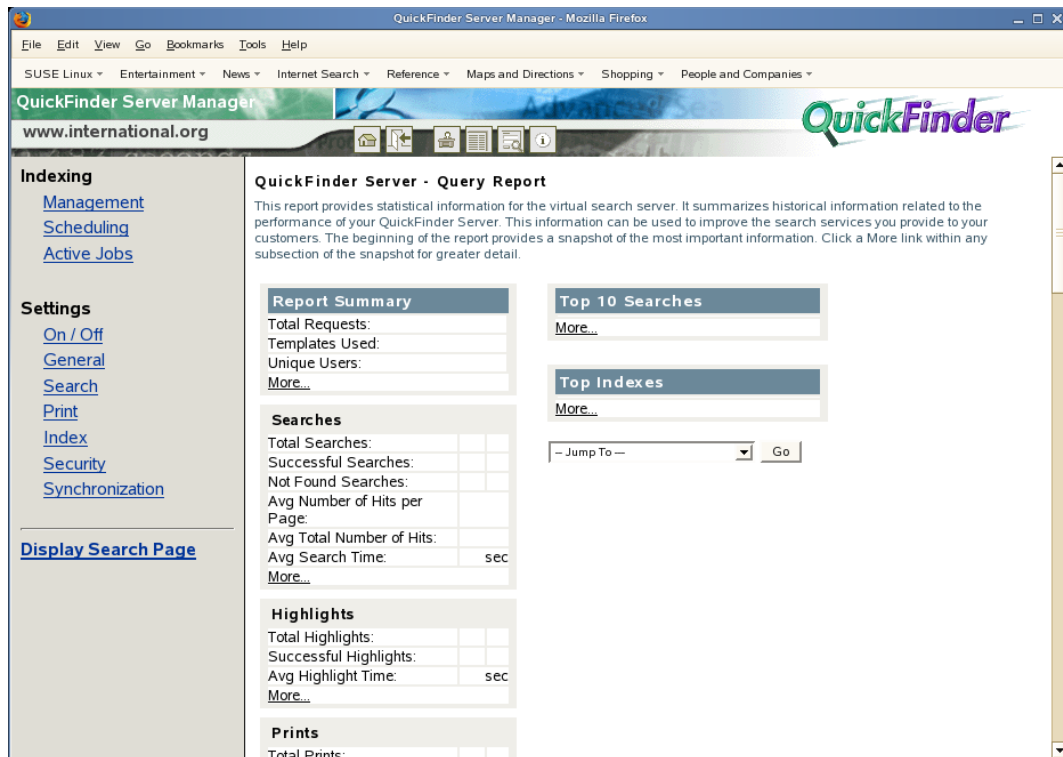 QuickFinder Server Manager - Mozilla Firefox
File Edit View Go Bookmarks Tools Help
SUSE Linux Entertainment News Internet Search Reference Maps and Directions Shopping People and Companies
QuickFinder Server Manager
Advanced Sea
QuickFinder
www.international.org
Indexing
Management
Scheduling
Active Jobs
Settings
On / Off
General
Search
Print
Index
Security
Synchronization
Display Search Page
QuickFinder Server - Query Report
This report provides statistical information for the virtual search server. It summarizes historical information related to the
performance of your QuickFinder Server. This information can be used to improve the search services you provide to your
customers. The beginning of the report provides a snapshot of the most important information. Click a More link within any
subsection of the snapshot for greater detail.
Report Summary
Total Requests:
Templates Used:
Unique Users:
More...
Searches
Total Searches:
Successful Searches:
Not Found Searches:
Avg Number of Hits per
Page:
Avg Total Number of Hits:
Avg Search Time: sec
More...
Highlights
Total Highlights:
Successful Highlights:
Avg Highlight Time: sec
More...
Prints
Total Prints:
Top 10 Searches
More...
Top Indexes
More...
-- Jump To -- Go